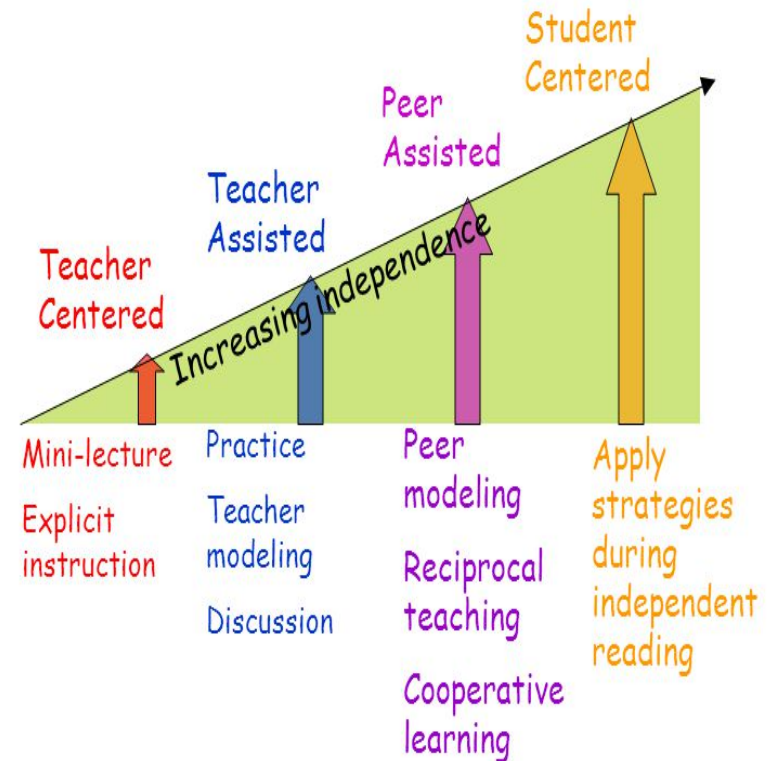 Student
Centered
Peer
Assisted
Teacher
Assisted
Teacher
Centered
Increasing independence
Mini-lecture
Explicit
instruction
Practice
Teacher
modeling
Discussion
Peer
modeling
Reciprocal
teaching
Cooperative
learning
Apply
strategies
during
independent
reading